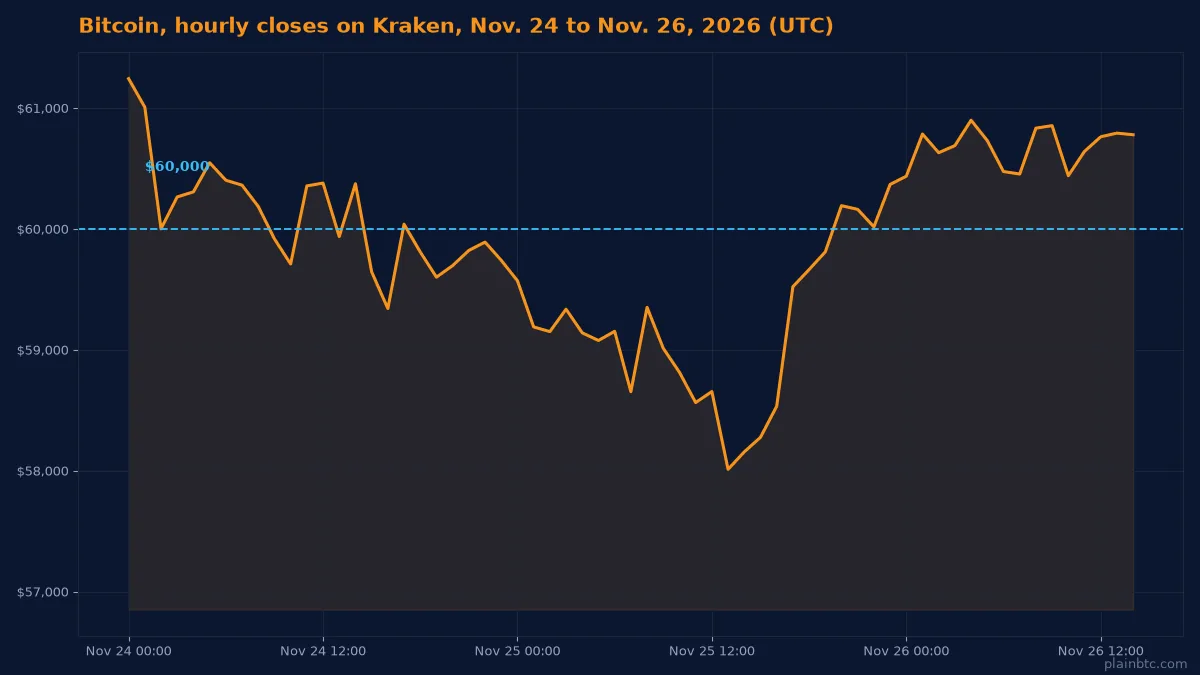 Bitcoin, hourly closes on Kraken, Nov. 24 to Nov. 26, 2026 (UTC)
$61,000
$60,000
$60,000
$59,000
$58,000
$57,000
Nov 24 00:00 Nov 24 12:00 Nov 25 00:00 Nov 25 12:00 Nov 26 00:00 Nov 26 12:00
plainbtc.com